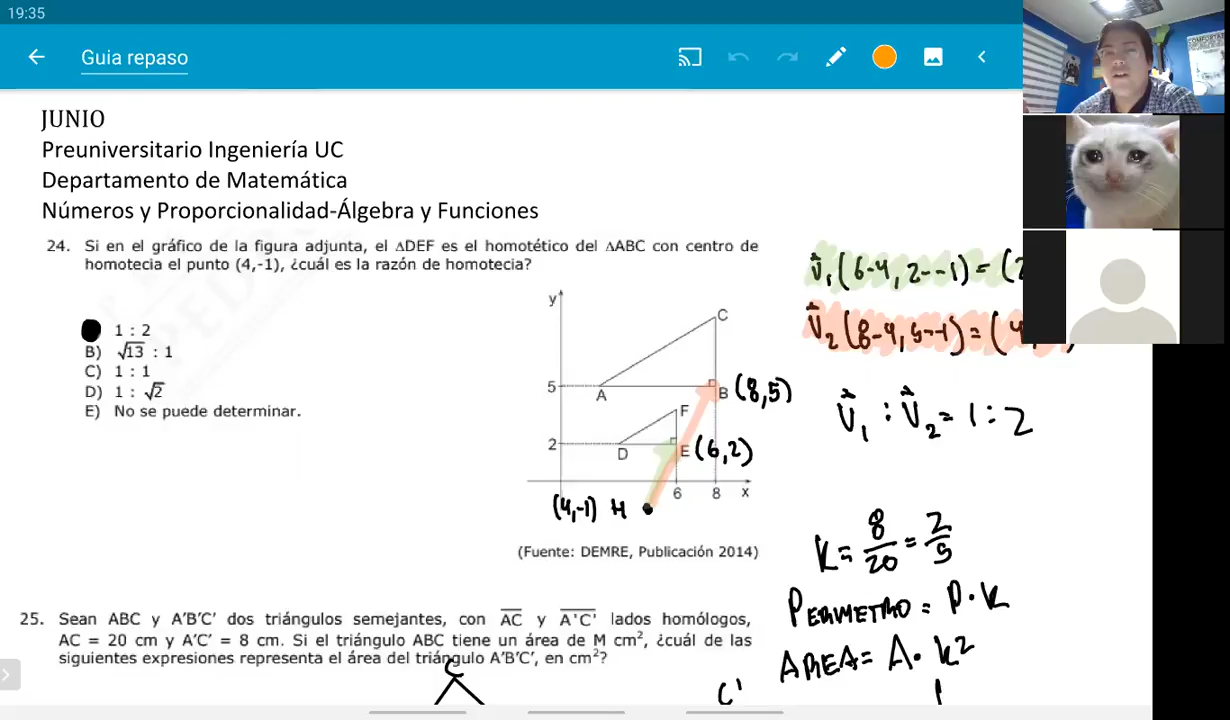 19:35
Guia repaso
JUNIO
Preuniversitario Ingeniería UC
Departamento de Matemática
Números y Proporcionalidad-Álgebra y Funciones
24. Si en el gráfico de la figura adjunta, el ΔDEF es el homotético del ΔABC con centro de
homotecia el punto (4,-1), ¿cuál es la razón de homotecia?
1 : 2
B) √13 : 1
C) 1 : 1
D) 1 : √2
E) No se puede determinar.
y
C
5
A
B (8,5)
F
2
D
E (6,2)
6 8 x
(4,-1) H
(Fuente: DEMRE, Publicación 2014)
V₁(6-4, 2--1) = (2
V₂(8-4, 5--1) = (4,
V₁ : V₂ = 1 : 2
K = 8/20 = 2/5
PERIMETRO = P · K
AREA = A · k²
25. Sean ABC y A'B'C' dos triángulos semejantes, con AC y A'C' lados homólogos,
AC = 20 cm y A'C' = 8 cm. Si el triángulo ABC tiene un área de M cm², ¿cuál de las
siguientes expresiones representa el área del triángulo A'B'C', en cm²?
C
C'